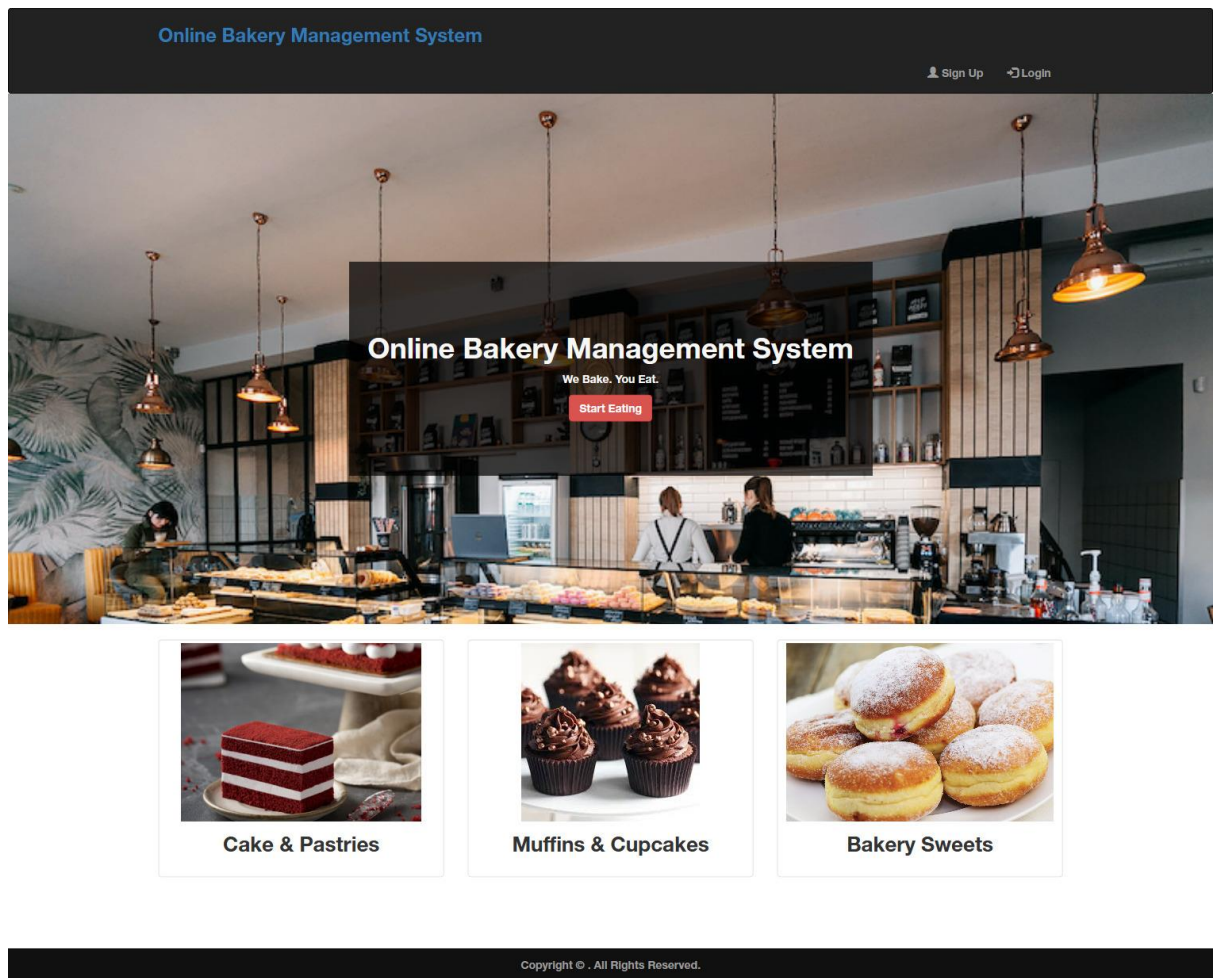 Online Bakery Management System
Sign Up Login
Online Bakery Management System
We Bake. You Eat.
Start Eating
Cake & Pastries
Muffins & Cupcakes
Bakery Sweets
Copyright © . All Rights Reserved.